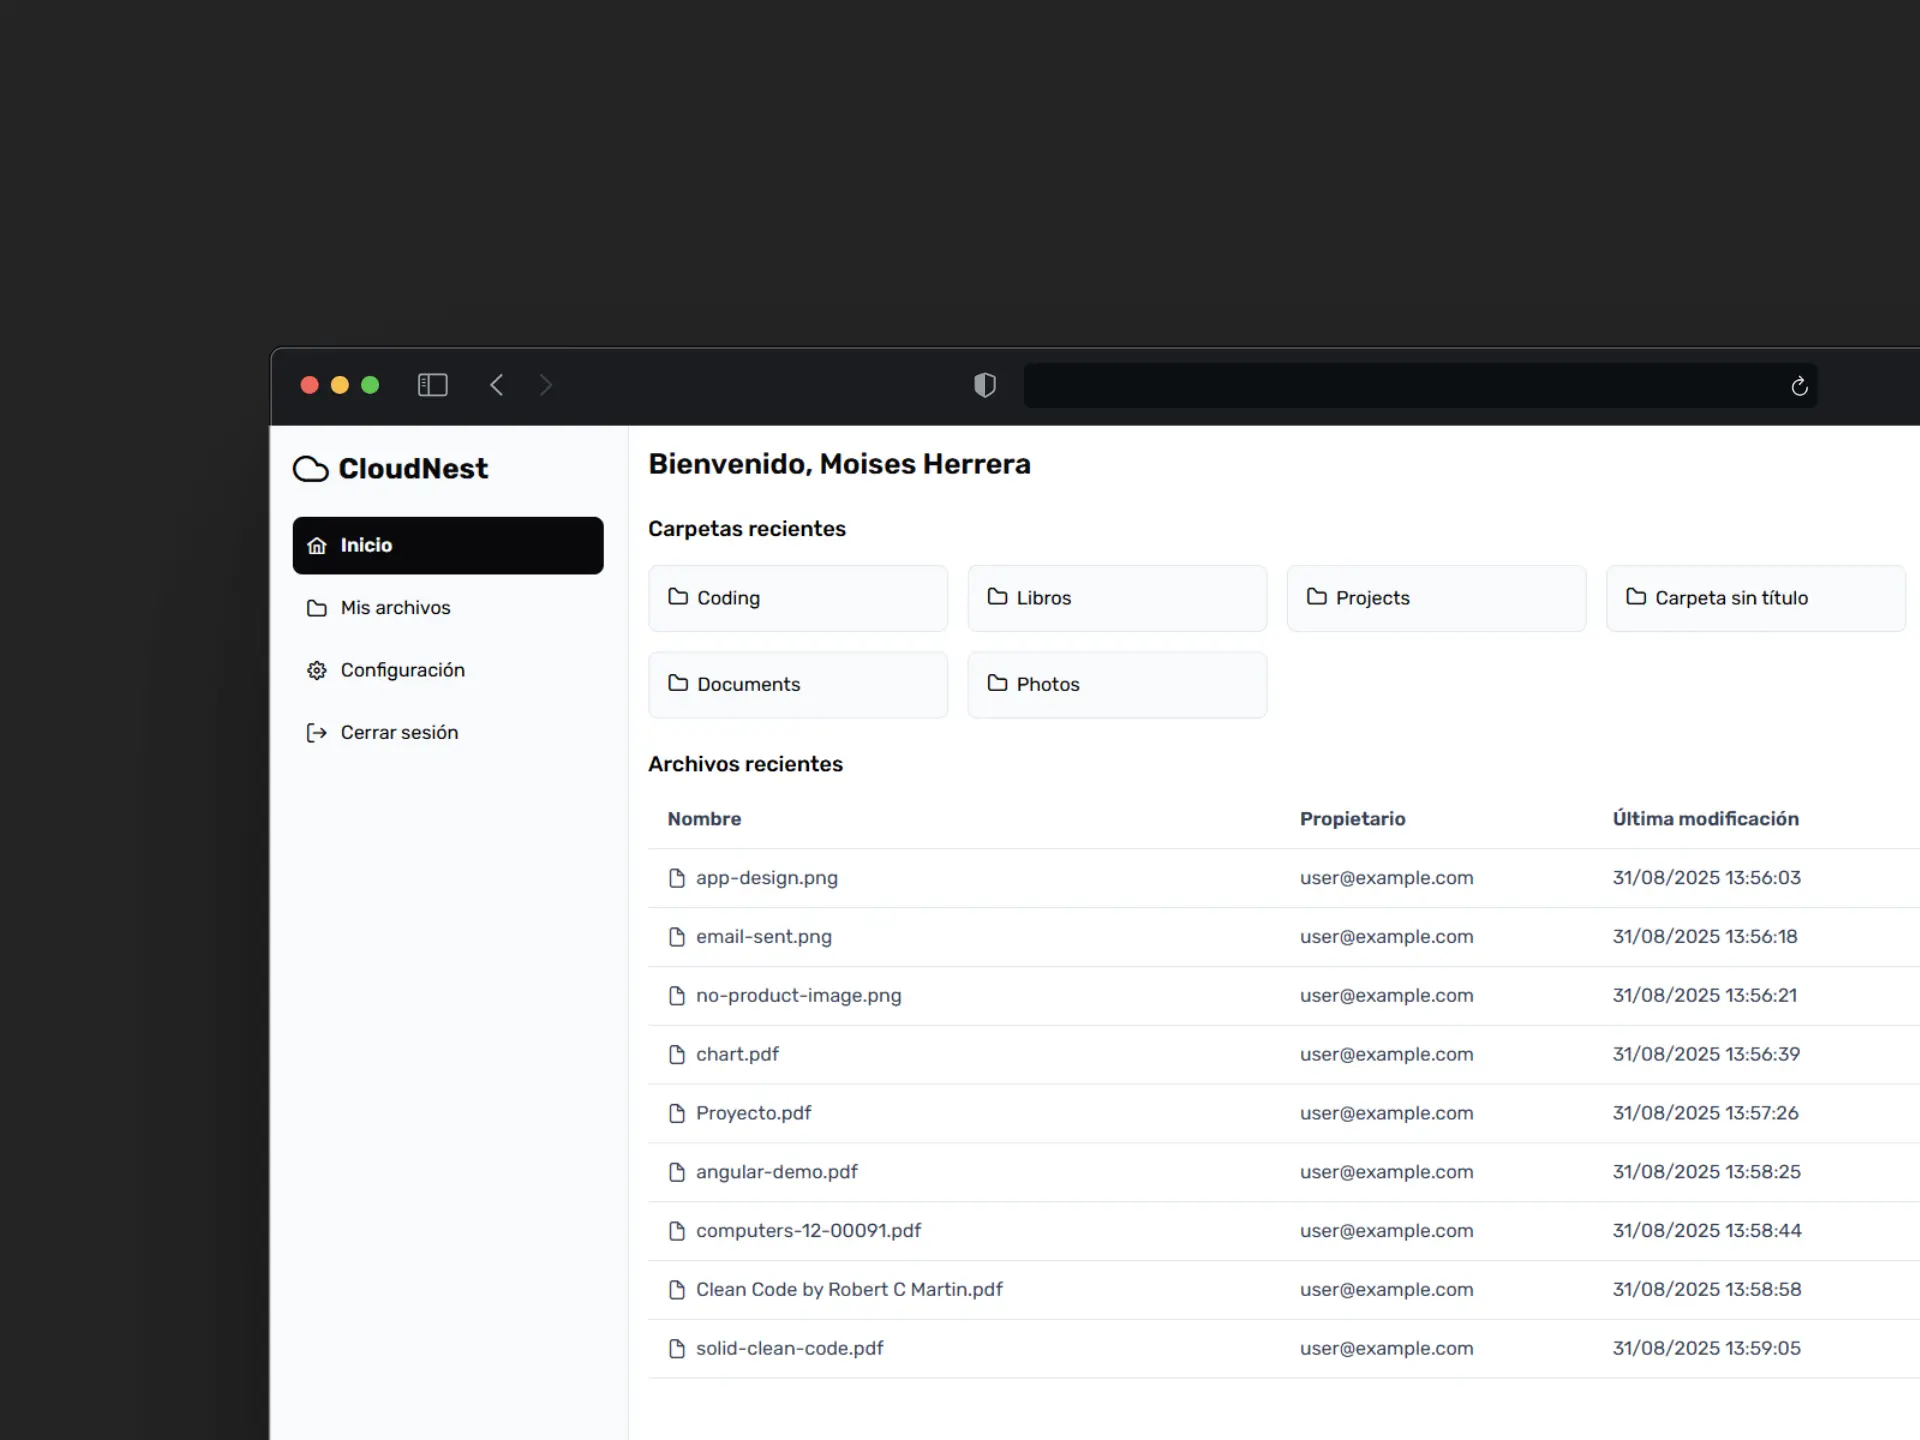 CloudNest
Inicio
Mis archivos
Configuración
Cerrar sesión
Bienvenido, Moises Herrera
Carpetas recientes
Coding
Libros
Projects
Carpeta sin título
Documents
Photos
Archivos recientes
Nombre Propietario Última modificación
app-design.png user@example.com 31/08/2025 13:56:03
email-sent.png user@example.com 31/08/2025 13:56:18
no-product-image.png user@example.com 31/08/2025 13:56:21
chart.pdf user@example.com 31/08/2025 13:56:39
Proyecto.pdf user@example.com 31/08/2025 13:57:26
angular-demo.pdf user@example.com 31/08/2025 13:58:25
computers-12-00091.pdf user@example.com 31/08/2025 13:58:44
Clean Code by Robert C Martin.pdf user@example.com 31/08/2025 13:58:58
solid-clean-code.pdf user@example.com 31/08/2025 13:59:05